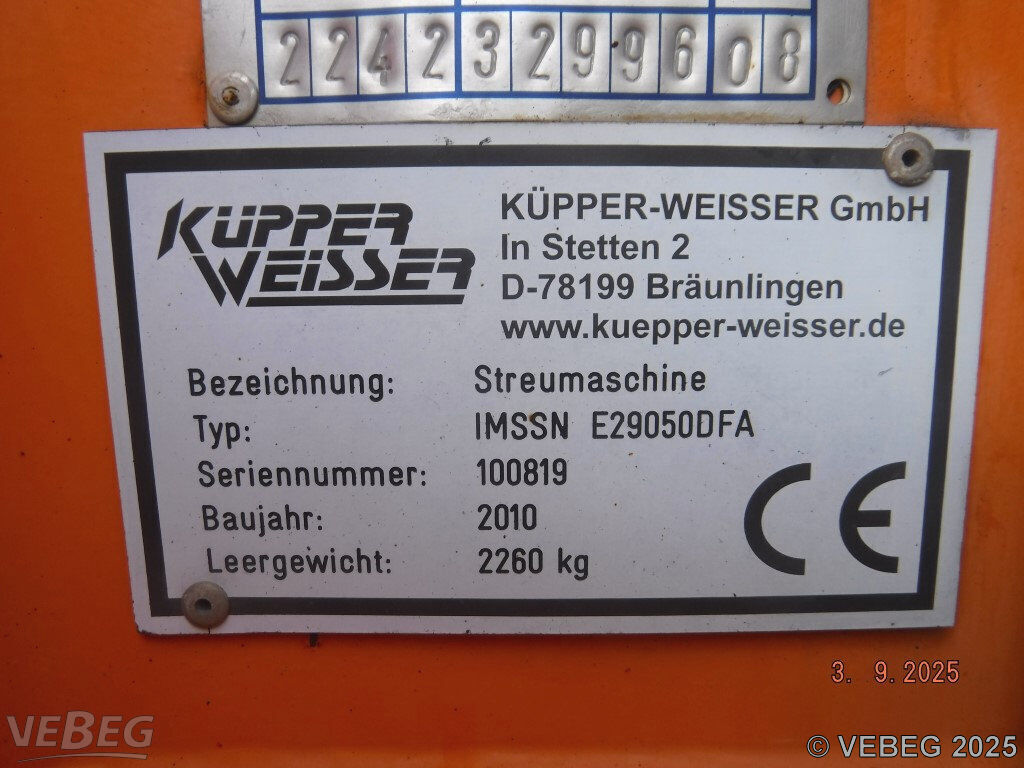 22423299608
KÜPPER
WEISSER
KÜPPER-WEISSER GmbH
In Stetten 2
D-78199 Bräunlingen
www.kuepper-weisser.de
Bezeichnung: Streumaschine
Typ: IMSSN E29050DFA
Seriennummer: 100819
Baujahr: 2010
Leergewicht: 2260 kg
CE
3. 9.2025
VEBEG
© VEBEG 2025